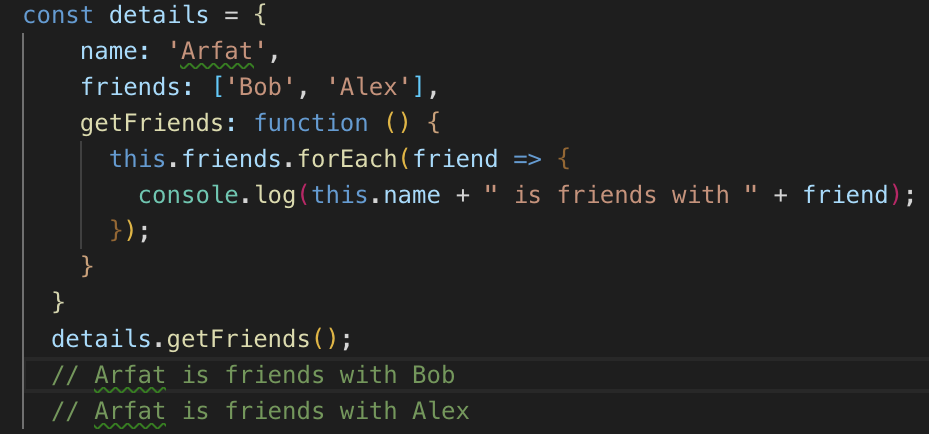 const details = {
    name: 'Arfat',
    friends: ['Bob', 'Alex'],
    getFriends: function () {
      this.friends.forEach(friend => {
        console.log(this.name + " is friends with " + friend);
      });
    }
  }
  details.getFriends();
  // Arfat is friends with Bob
  // Arfat is friends with Alex